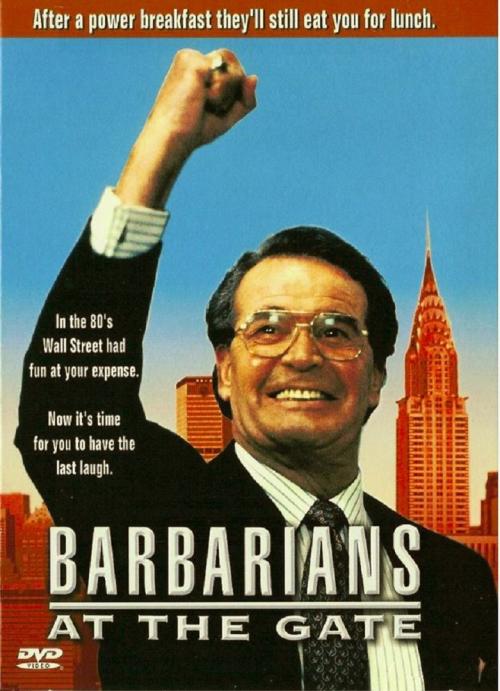 After a power breakfast they'll still eat you for lunch.
In the 80's
Wall Street had
fun at your expense.
Now it's time
for you to have the
last laugh.
BARBARIANS
AT THE GATE
DVD
VIDEO